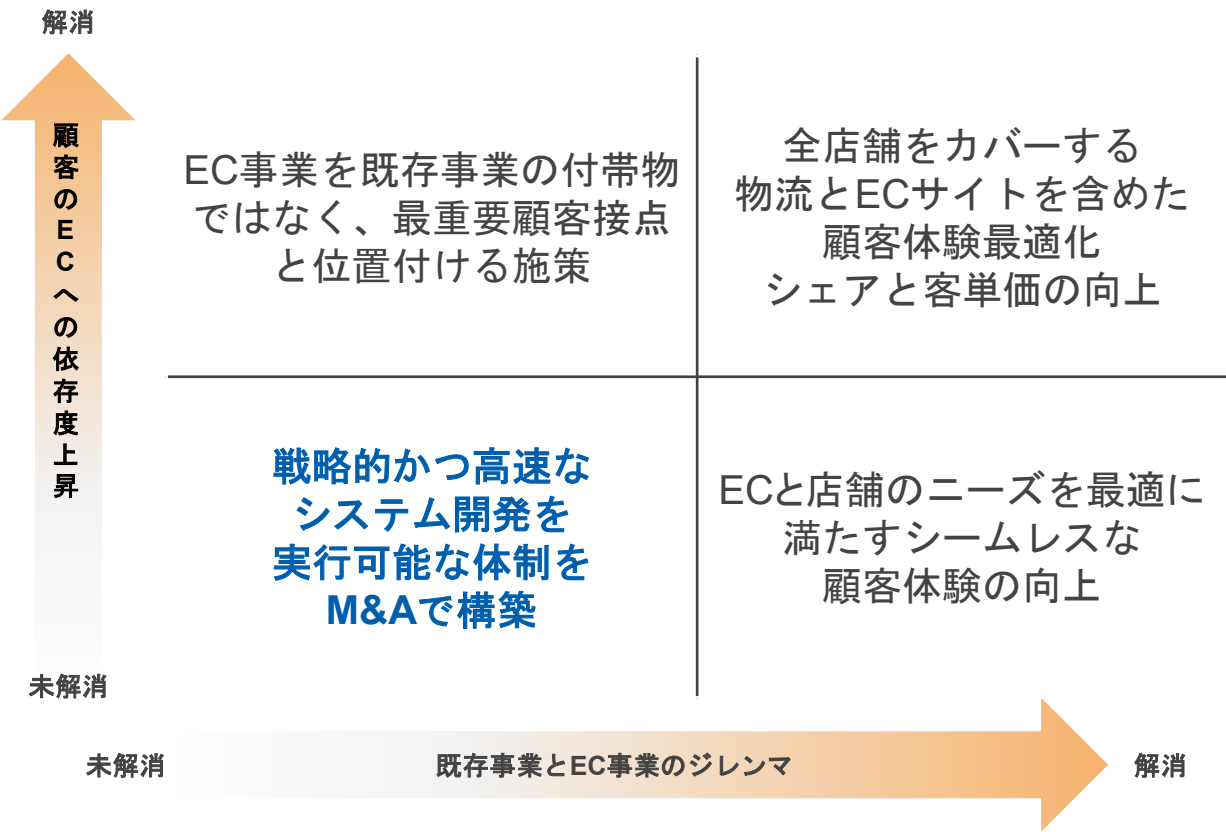 解消
顧客のECへの依存度上昇
EC事業を既存事業の付帯物
ではなく、最重要顧客接点
と位置付ける施策
全店舗をカバーする
物流とECサイトを含めた
顧客体験最適化
シェアと客単価の向上
戦略的かつ高速な
システム開発を
実行可能な体制を
M&Aで構築
ECと店舗のニーズを最適に
満たすシームレスな
顧客体験の向上
未解消
未解消
既存事業とEC事業のジレンマ
解消